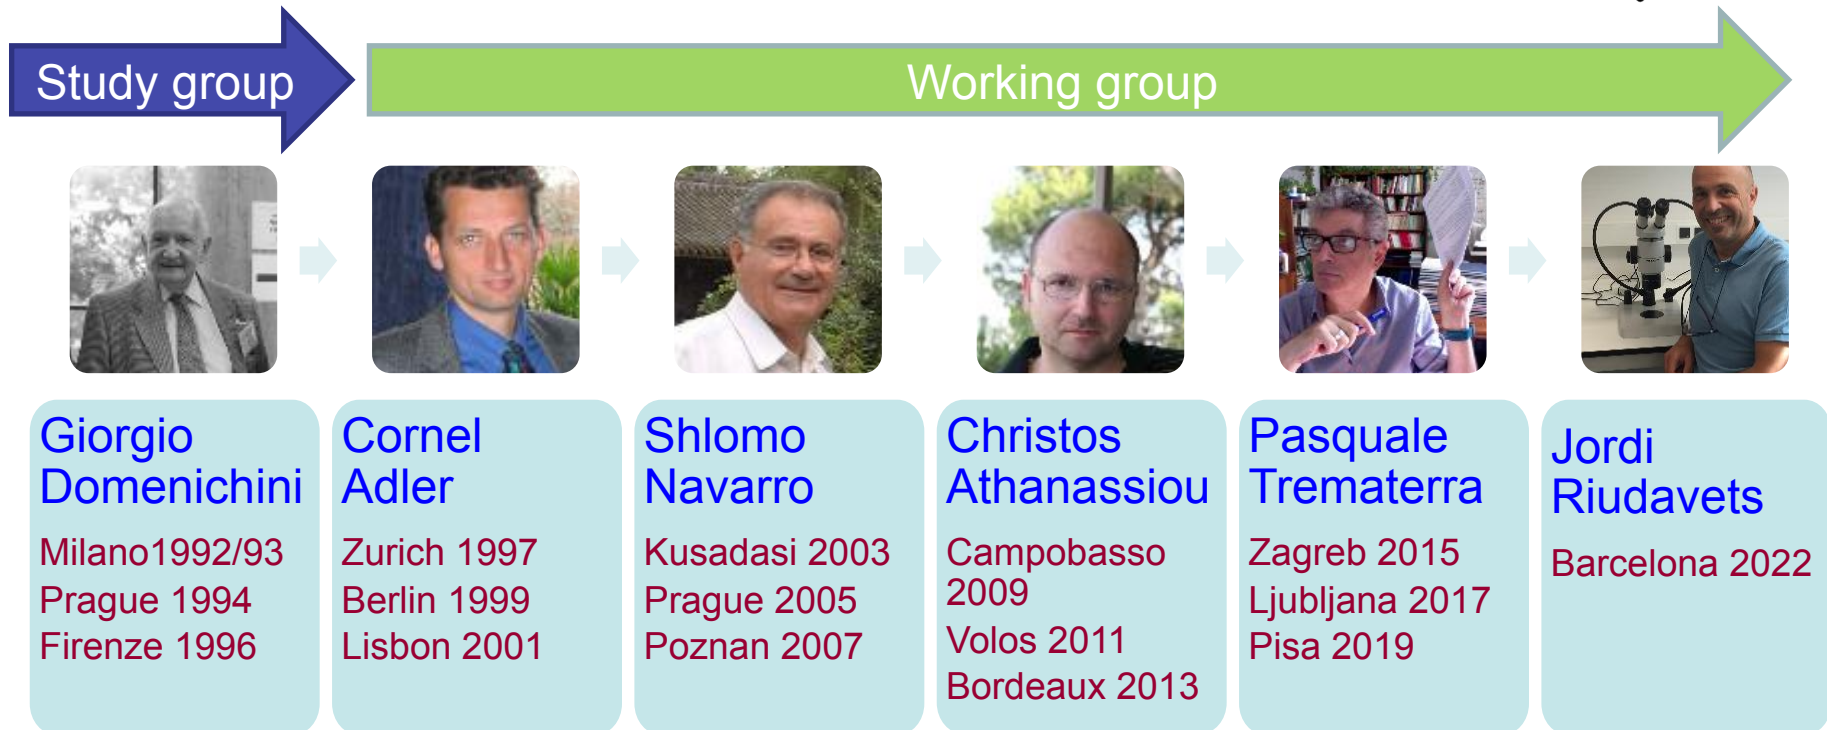 Study group
Working group
Giorgio
Domenichini
Milano1992/93
Prague 1994
Firenze 1996
Cornel
Adler
Zurich 1997
Berlin 1999
Lisbon 2001
Shlomo
Navarro
Kusadasi 2003
Prague 2005
Poznan 2007
Christos
Athanassiou
Campobasso
2009
Volos 2011
Bordeaux 2013
Pasquale
Trematerra
Zagreb 2015
Ljubljana 2017
Pisa 2019
Jordi
Riudavets
Barcelona 2022